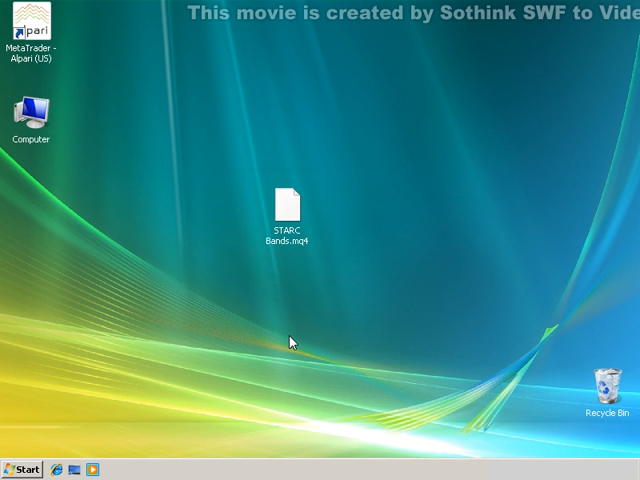 This movie is created by Sothink SWF to Vide
lpari
MetaTrader -
Alpari (US)
Computer
STARC
Bands.mq4
Recycle Bin
Start